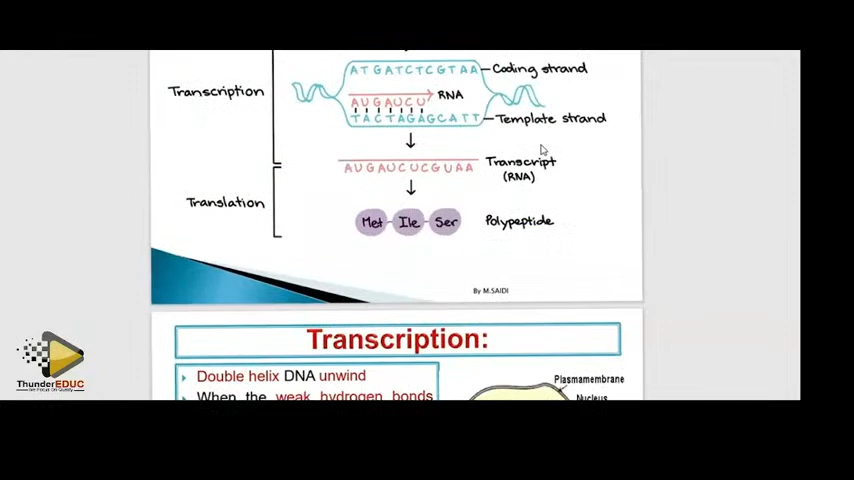 ATGATCTCGTAA Coding strand
Transcription
AUGAUCU RNA
TACTAGAGCATT Template strand
AUGAUCUCGUAA Transcript
(RNA)
Translation
Met Ile Ser Polypeptide
By M.SAIDI
Transcription:
Double helix DNA unwind
When the weak hydrogen bonds
Plasmamembrane
Nucleus
ThunderEDUC